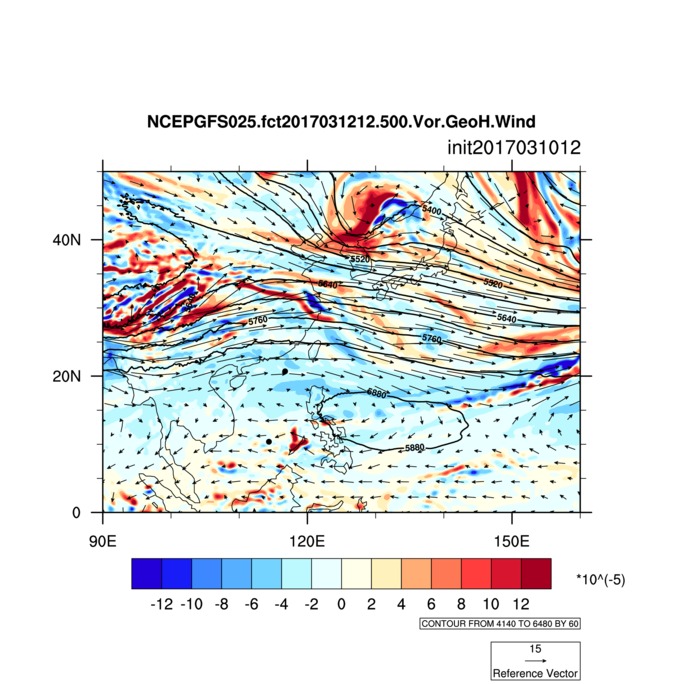 NCEPGFS025.fct2017031212.500.Vor.GeoH.Wind
init2017031012
5400
40N
5520
5520
5640
5640
5760
5760
20N
5880
5880
0
90E 120E 150E
-12 -10 -8 -6 -4 -2 0 2 4 6 8 10 12 *10^(-5)
CONTOUR FROM 4140 TO 6480 BY 60
15
Reference Vector